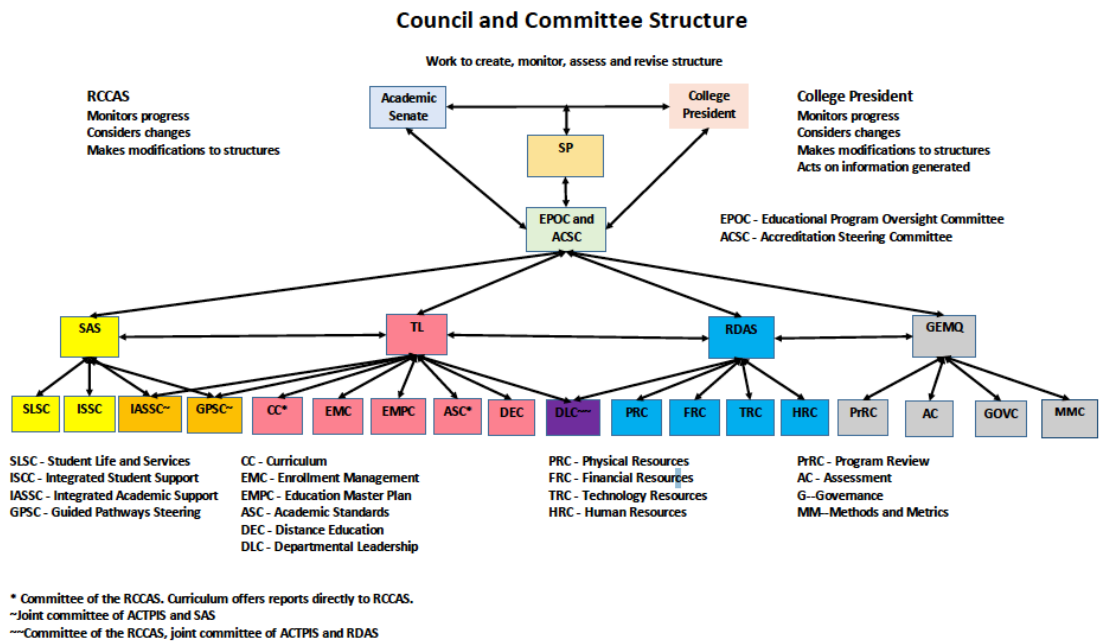 Council and Committee Structure
Work to create, monitor, assess and revise structure
RCCAS
Monitors progress
Considers changes
Makes modifications to structures
Academic
Senate
College
President
College President
Monitors progress
Considers changes
Makes modifications to structures
Acts on information generated
SP
EPOC and
ACSC
EPOC - Educational Program Oversight Committee
ACSC - Accreditation Steering Committee
SAS
TL
RDAS
GEMQ
SLSC
ISSC
IASSC~
GPSC~
CC*
EMC
EMPC
ASC*
DEC
DLC~~
PRC
FRC
TRC
HRC
PrRC
AC
GOVC
MMC
SLSC - Student Life and Services
ISCC - Integrated Student Support
IASSC - Integrated Academic Support
GPSC - Guided Pathways Steering
CC - Curriculum
EMC - Enrollment Management
EMPC - Education Master Plan
ASC - Academic Standards
DEC - Distance Education
DLC - Departmental Leadership
PRC - Physical Resources
FRC - Financial Resources
TRC - Technology Resources
HRC - Human Resources
PrRC - Program Review
AC - Assessment
G--Governance
MM--Methods and Metrics
* Committee of the RCCAS. Curriculum offers reports directly to RCCAS.
~Joint committee of ACTPIS and SAS
~~Committee of the RCCAS, joint committee of ACTPIS and RDAS